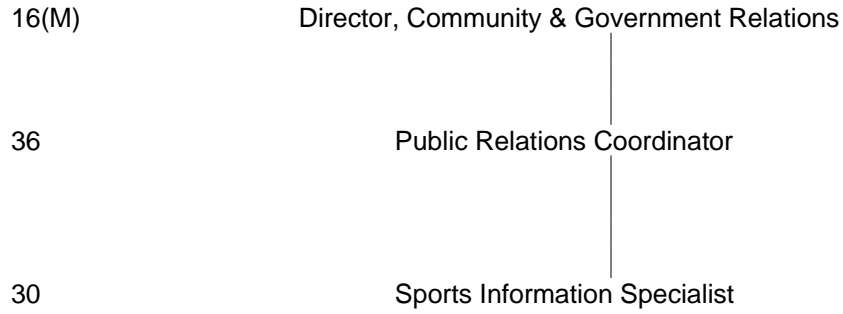 16(M) Director, Community & Government Relations
36 Public Relations Coordinator
30 Sports Information Specialist